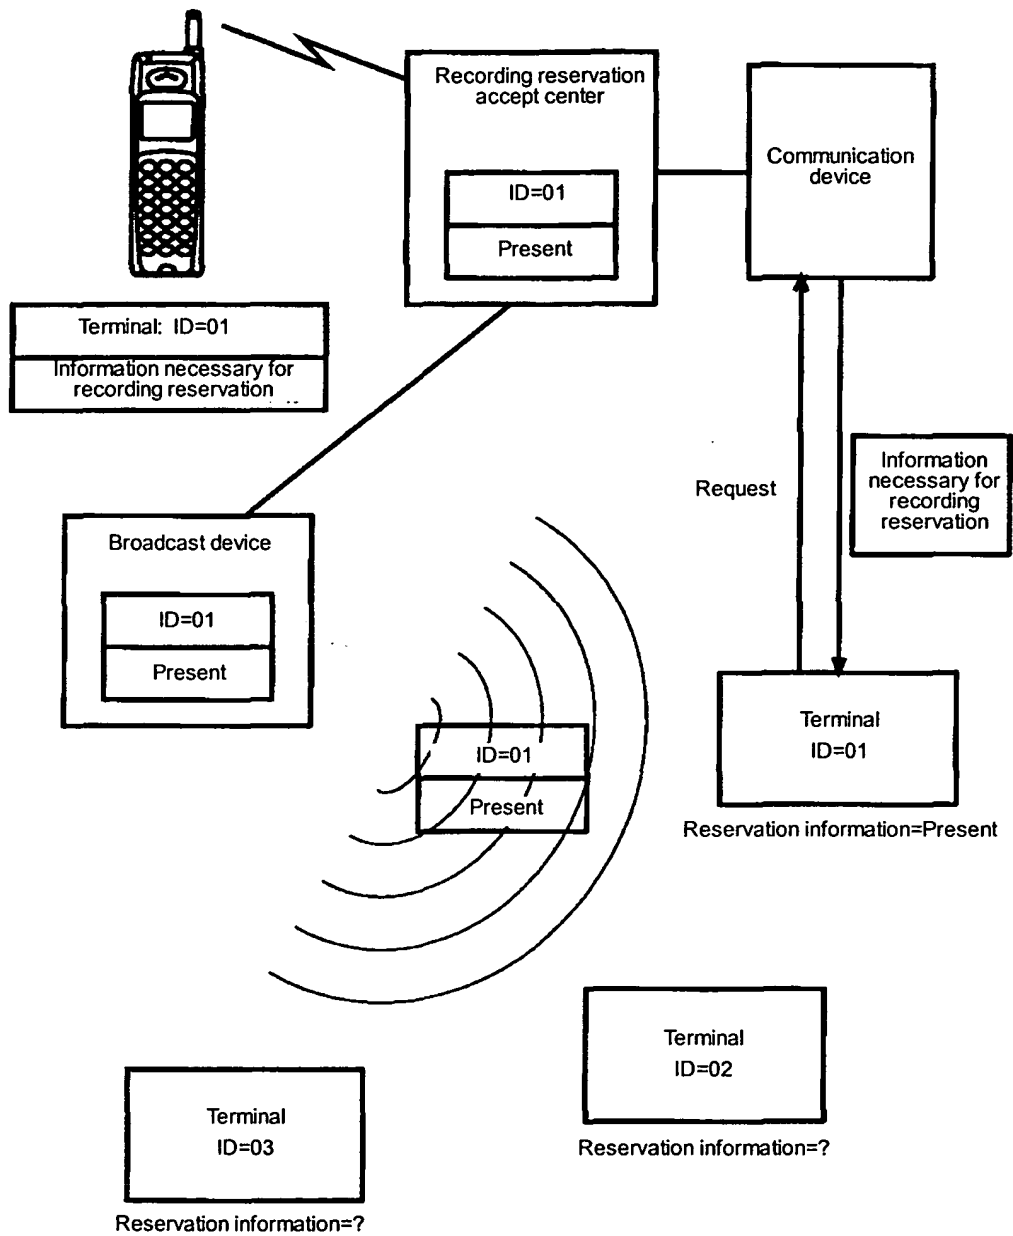 Recording reservation
accept center
ID=01
Present
Communication
device
Terminal: ID=01
Information necessary for
recording reservation
Request
Information
necessary for
recording
reservation
Broadcast device
ID=01
Present
ID=01
Present
Terminal
ID=01
Reservation information=Present
Terminal
ID=02
Reservation information=?
Terminal
ID=03
Reservation information=?